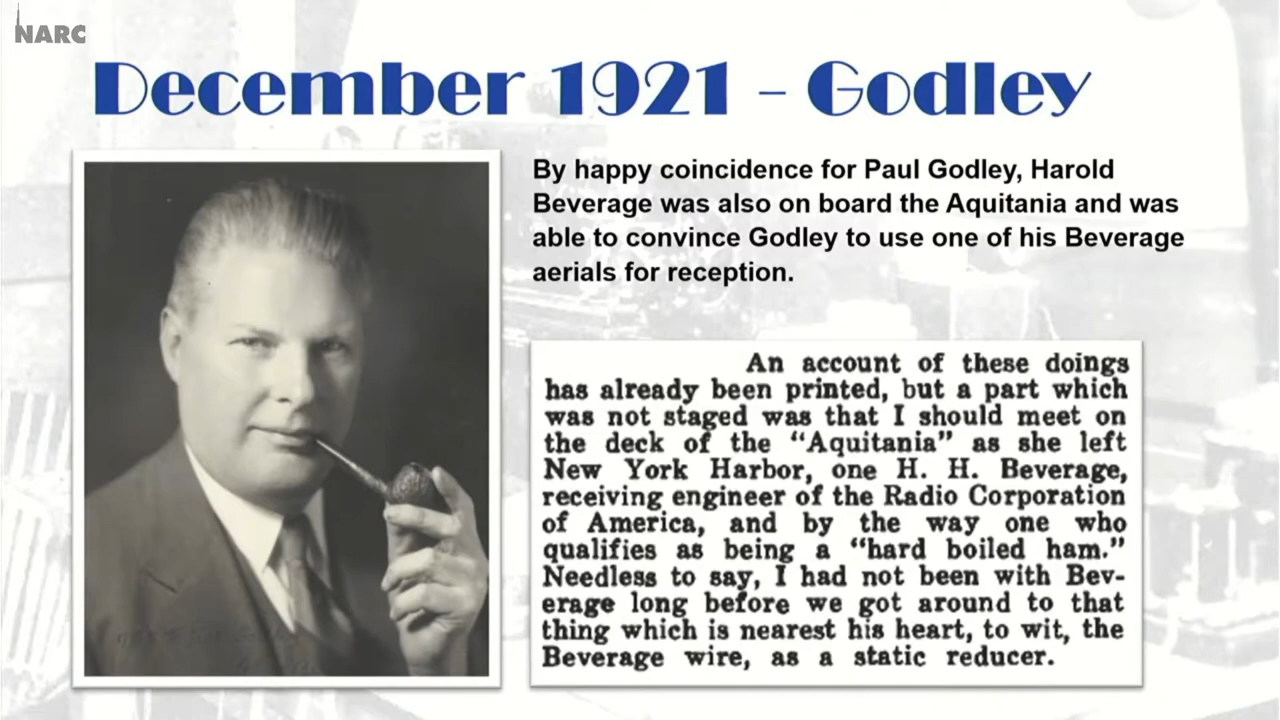 NARC
December 1921 - Godley
By happy coincidence for Paul Godley, Harold
Beverage was also on board the Aquitania and was
able to convince Godley to use one of his Beverage
aerials for reception.
An account of these doings
has already been printed, but a part which
was not staged was that I should meet on
the deck of the “Aquitania” as she left
New York Harbor, one H. H. Beverage,
receiving engineer of the Radio Corporation
of America, and by the way one who
qualifies as being a “hard boiled ham.”
Needless to say, I had not been with Bev-
erage long before we got around to that
thing which is nearest his heart, to wit, the
Beverage wire, as a static reducer.